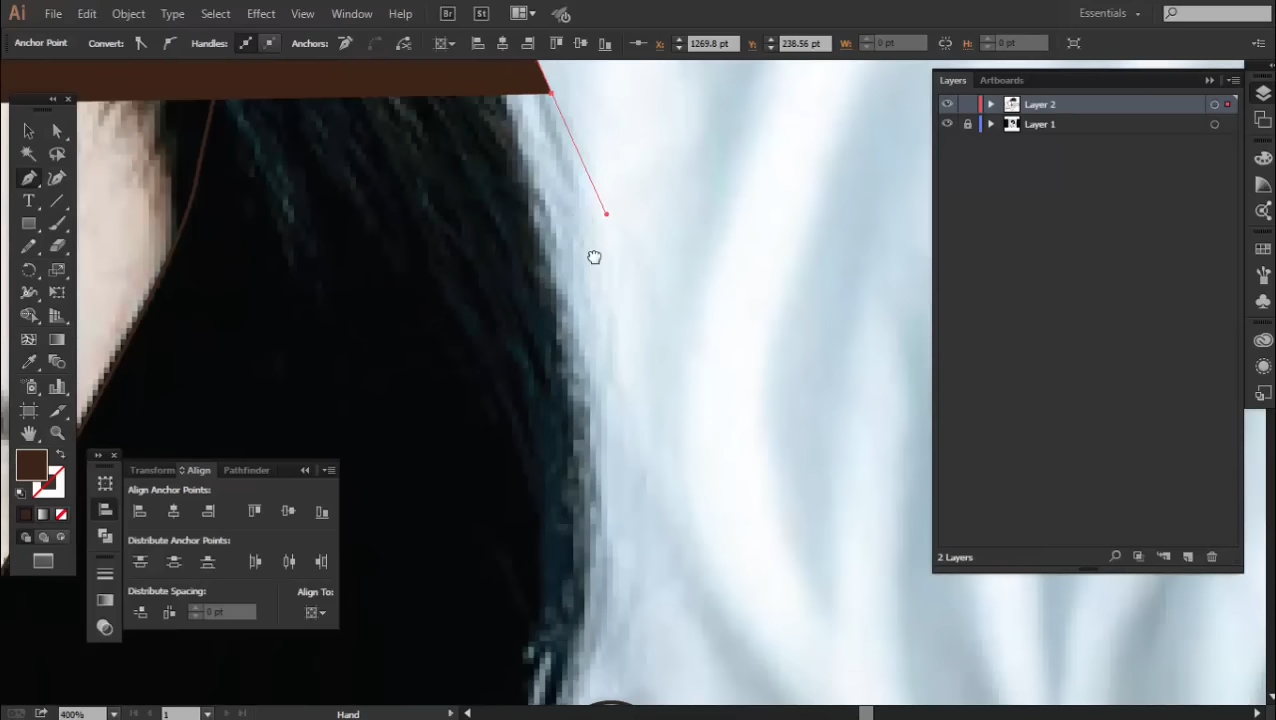 Ai File Edit Object Type Select Effect View Window Help Br St Essentials
Anchor Point Convert: Handles: Anchors: X: 1269.8 pt Y: 238.56 pt W: 0 pt H: 0 pt
Layers Artboards
Layer 2
Layer 1
Transform Align Pathfinder
Align Anchor Points:
Distribute Anchor Points:
Distribute Spacing: Align To:
0 pt
2 Layers
400% 1 Hand